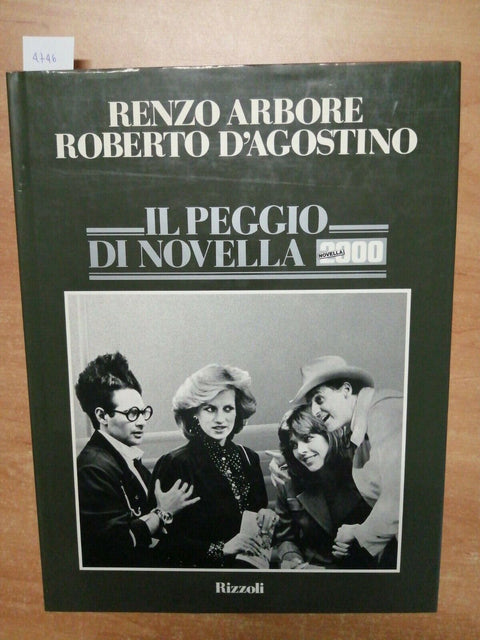 4746
RENZO ARBORE
ROBERTO D'AGOSTINO
IL PEGGIO
DI NOVELLA 2000
NOVELLA
Rizzoli